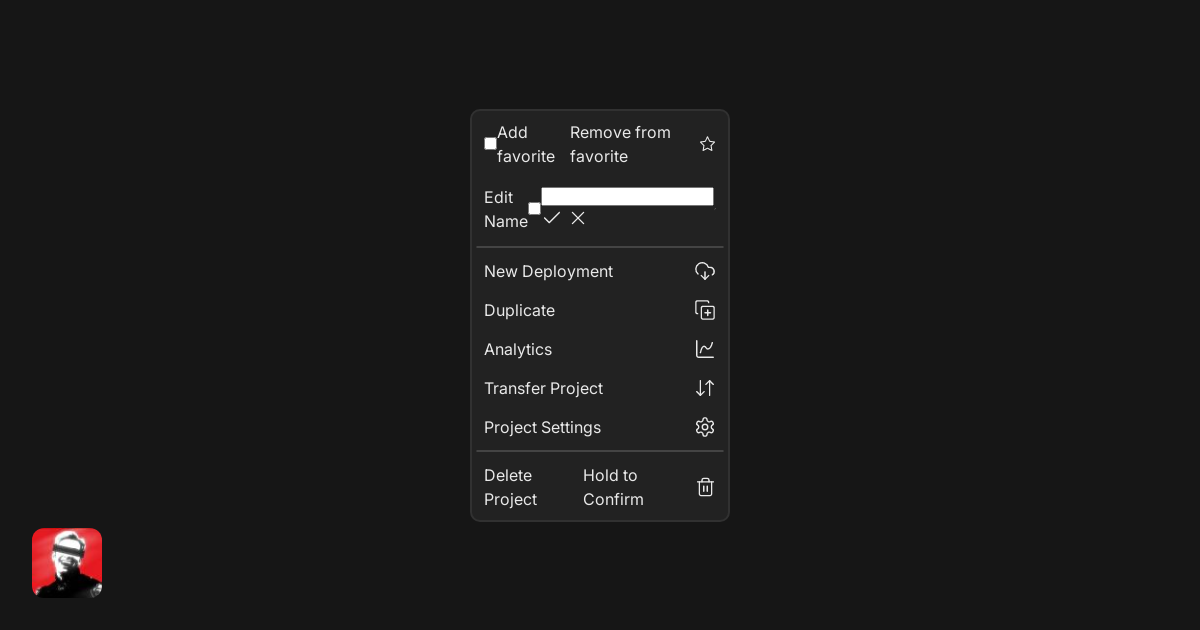 Add favorite
Remove from favorite
Edit Name
New Deployment
Duplicate
Analytics
Transfer Project
Project Settings
Delete Project
Hold to Confirm